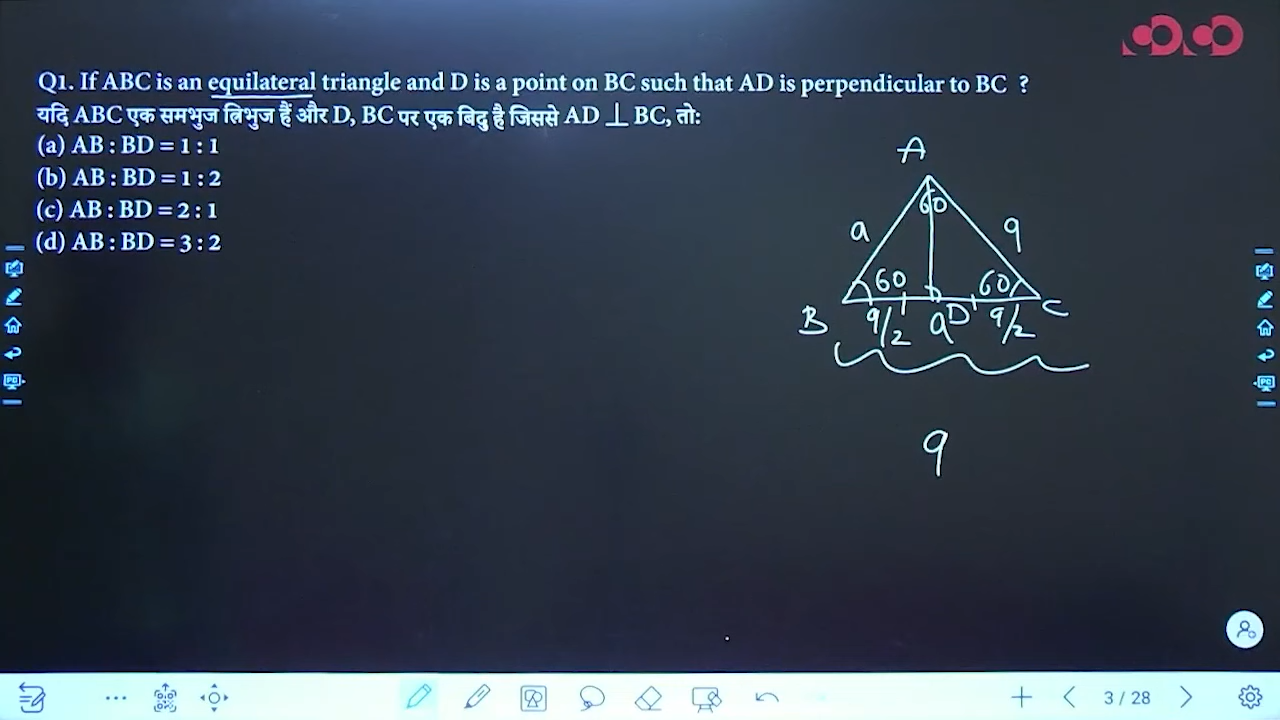 Q1. If ABC is an equilateral triangle and D is a point on BC such that AD is perpendicular to BC ?
यदि ABC एक समभुज त्रिभुज हैं और D, BC पर एक बिंदु है जिससे AD ⊥ BC, तो:
(a) AB : BD = 1 : 1
(b) AB : BD = 1 : 2
(c) AB : BD = 2 : 1
(d) AB : BD = 3 : 2
A
60
a a
60 60
B a/2 a D a/2 C
a
3 / 28